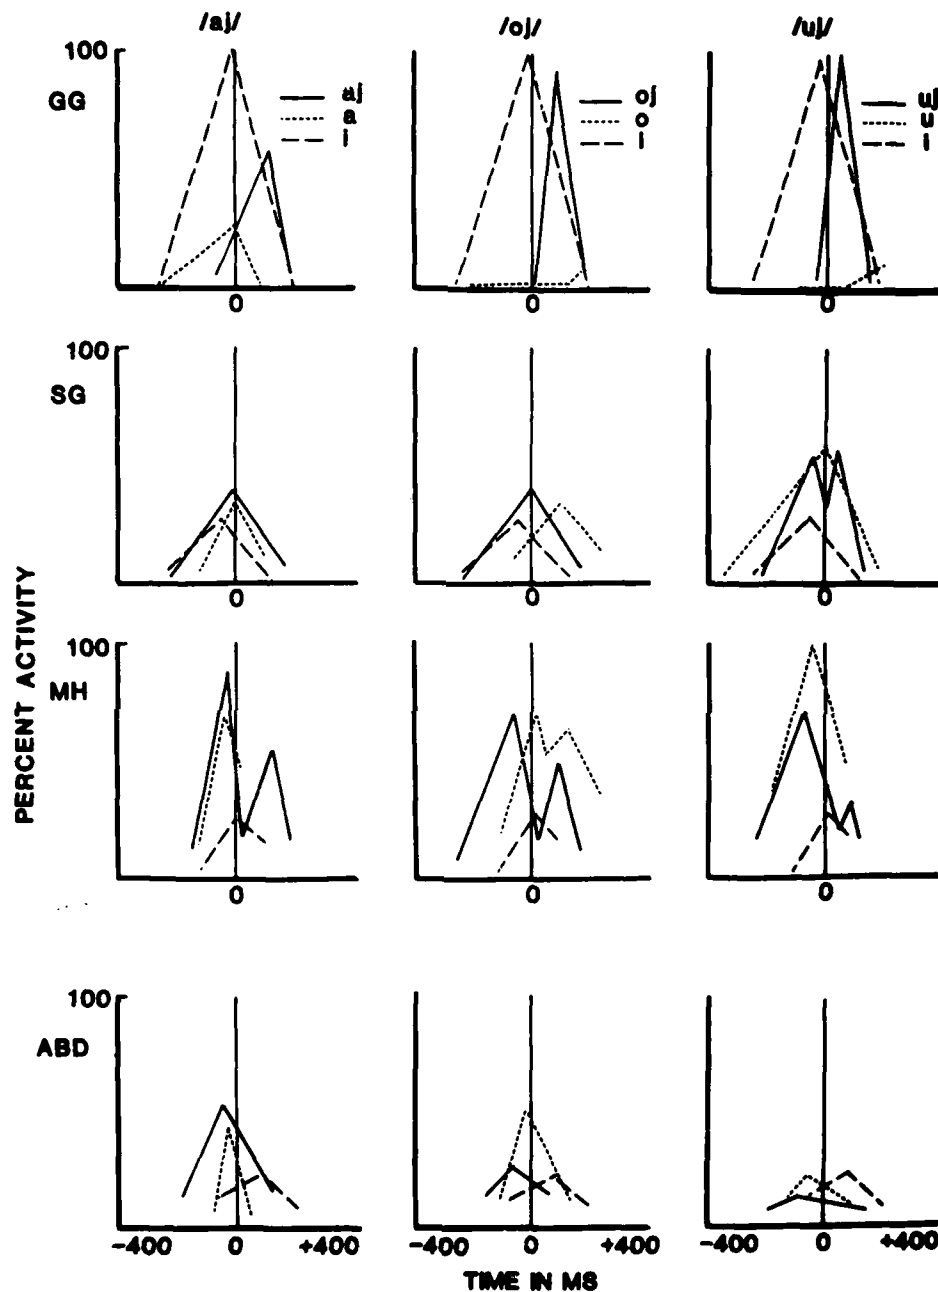 /aj/ /oj/ /uj/
100
GG
aj
a
i
oj
o
i
uj
u
i
0 0 0
100
SG
0 0 0
PERCENT ACTIVITY
100
MH
0 0 0
100
ABD
-400 0 +400 -400 0 +400 -400 0 +400
TIME IN MS